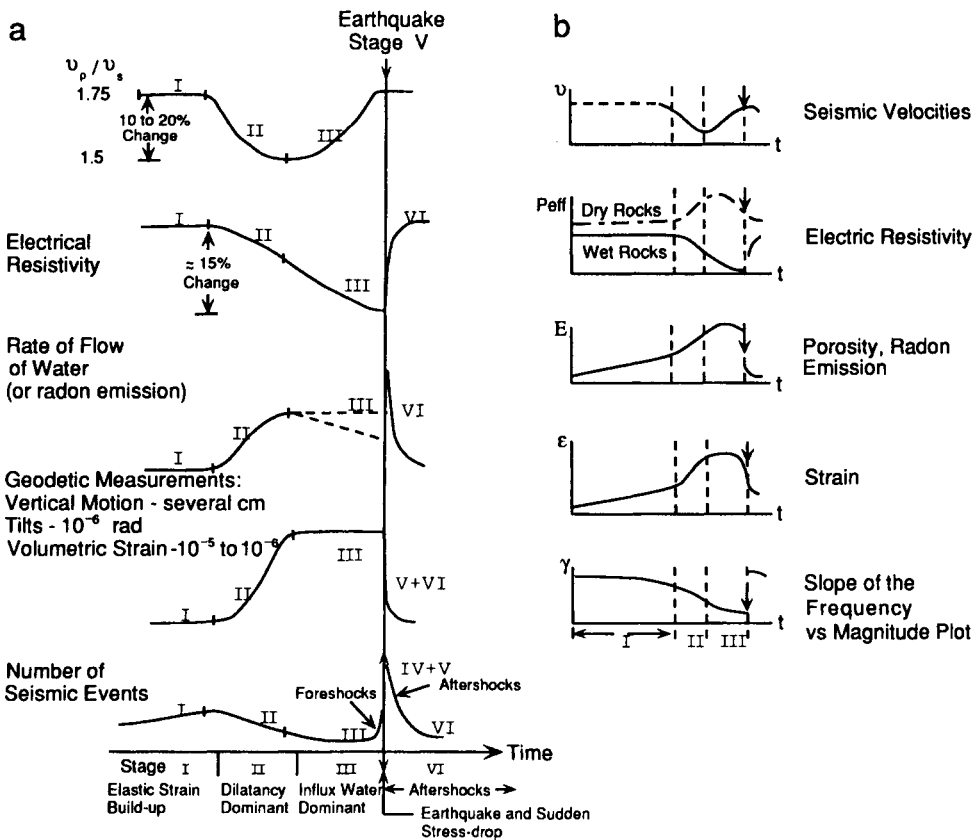 a
Earthquake
Stage V
υp/υs
1.75
I
10 to 20%
Change
II
III
1.5
Electrical
Resistivity
I
≈ 15%
Change
II
III
VI
Rate of Flow
of Water
(or radon emission)
I
II
III
VI
Geodetic Measurements:
Vertical Motion - several cm
Tilts - 10⁻⁶ rad
Volumetric Strain -10⁻⁵ to 10⁻⁶
I
II
III
V+VI
Number of
Seismic Events
I
II
III
Foreshocks
IV+V
Aftershocks
VI
Time
Stage I II III VI
Elastic Strain
Build-up
Dilatancy
Dominant
Influx Water
Dominant
Aftershocks
Earthquake and Sudden
Stress-drop
b
υ
t
Seismic Velocities
Peff
Dry Rocks
Wet Rocks
t
Electric Resistivity
E
t
Porosity, Radon
Emission
ε
t
Strain
γ
t
I II III
Slope of the
Frequency
vs Magnitude Plot